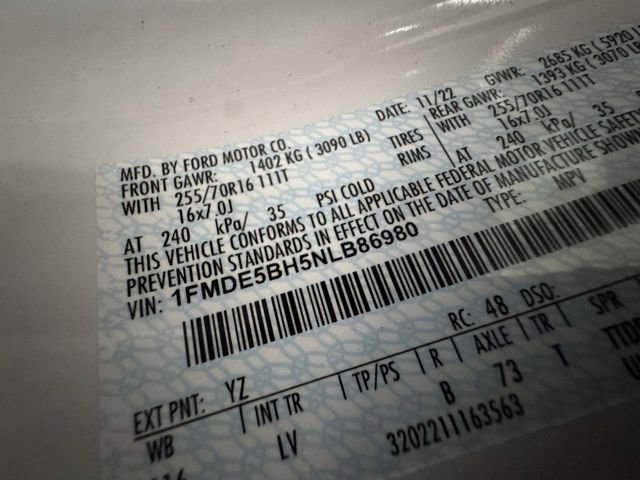 MFD. BY FORD MOTOR CO. DATE: 11/22 GVWR: 2685 KG ( 5920 L
FRONT GAWR: 1402 KG ( 3090 LB) REAR GAWR: 1393 KG ( 3070 LB
WITH 255/70R16 111T TIRES WITH 255/70R16 111T
16x7.0J RIMS 16x7.0J
AT 240 kPa/ 35 PSI COLD AT 240 kPa/ 35
THIS VEHICLE CONFORMS TO ALL APPLICABLE FEDERAL MOTOR VEHICLE SAFET
PREVENTION STANDARDS IN EFFECT ON THE DATE OF MANUFACTURE SHOW
VIN: 1FMDE5BH5NLB86980 TYPE: MPV
EXT PNT: YZ RC: 48 DSO:
WB INT TR TP/PS R AXLE TR SPR
LV B 73 T
3202211163563